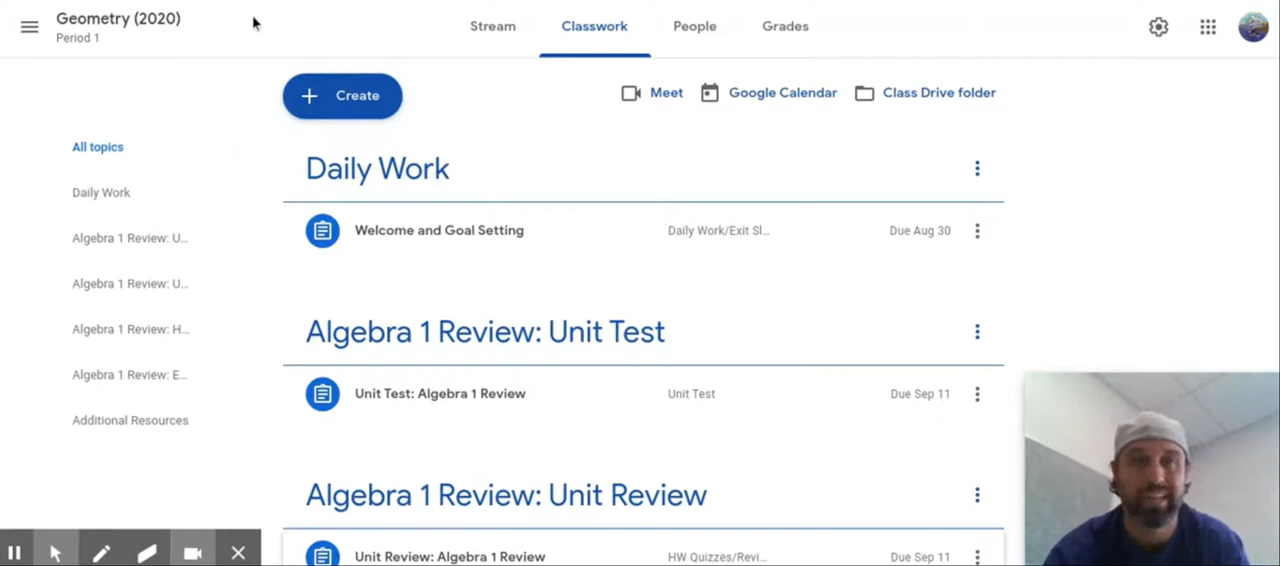 Geometry (2020)
Period 1
Stream
Classwork
People
Grades
Create
Meet
Google Calendar
Class Drive folder
All topics
Daily Work
Algebra 1 Review: U...
Algebra 1 Review: U...
Algebra 1 Review: H...
Algebra 1 Review: E...
Additional Resources
Daily Work
Welcome and Goal Setting
Daily Work/Exit Sl...
Due Aug 30
Algebra 1 Review: Unit Test
Unit Test: Algebra 1 Review
Unit Test
Due Sep 11
Algebra 1 Review: Unit Review
Unit Review: Algebra 1 Review
HW Quizzes/Revi...
Due Sep 11